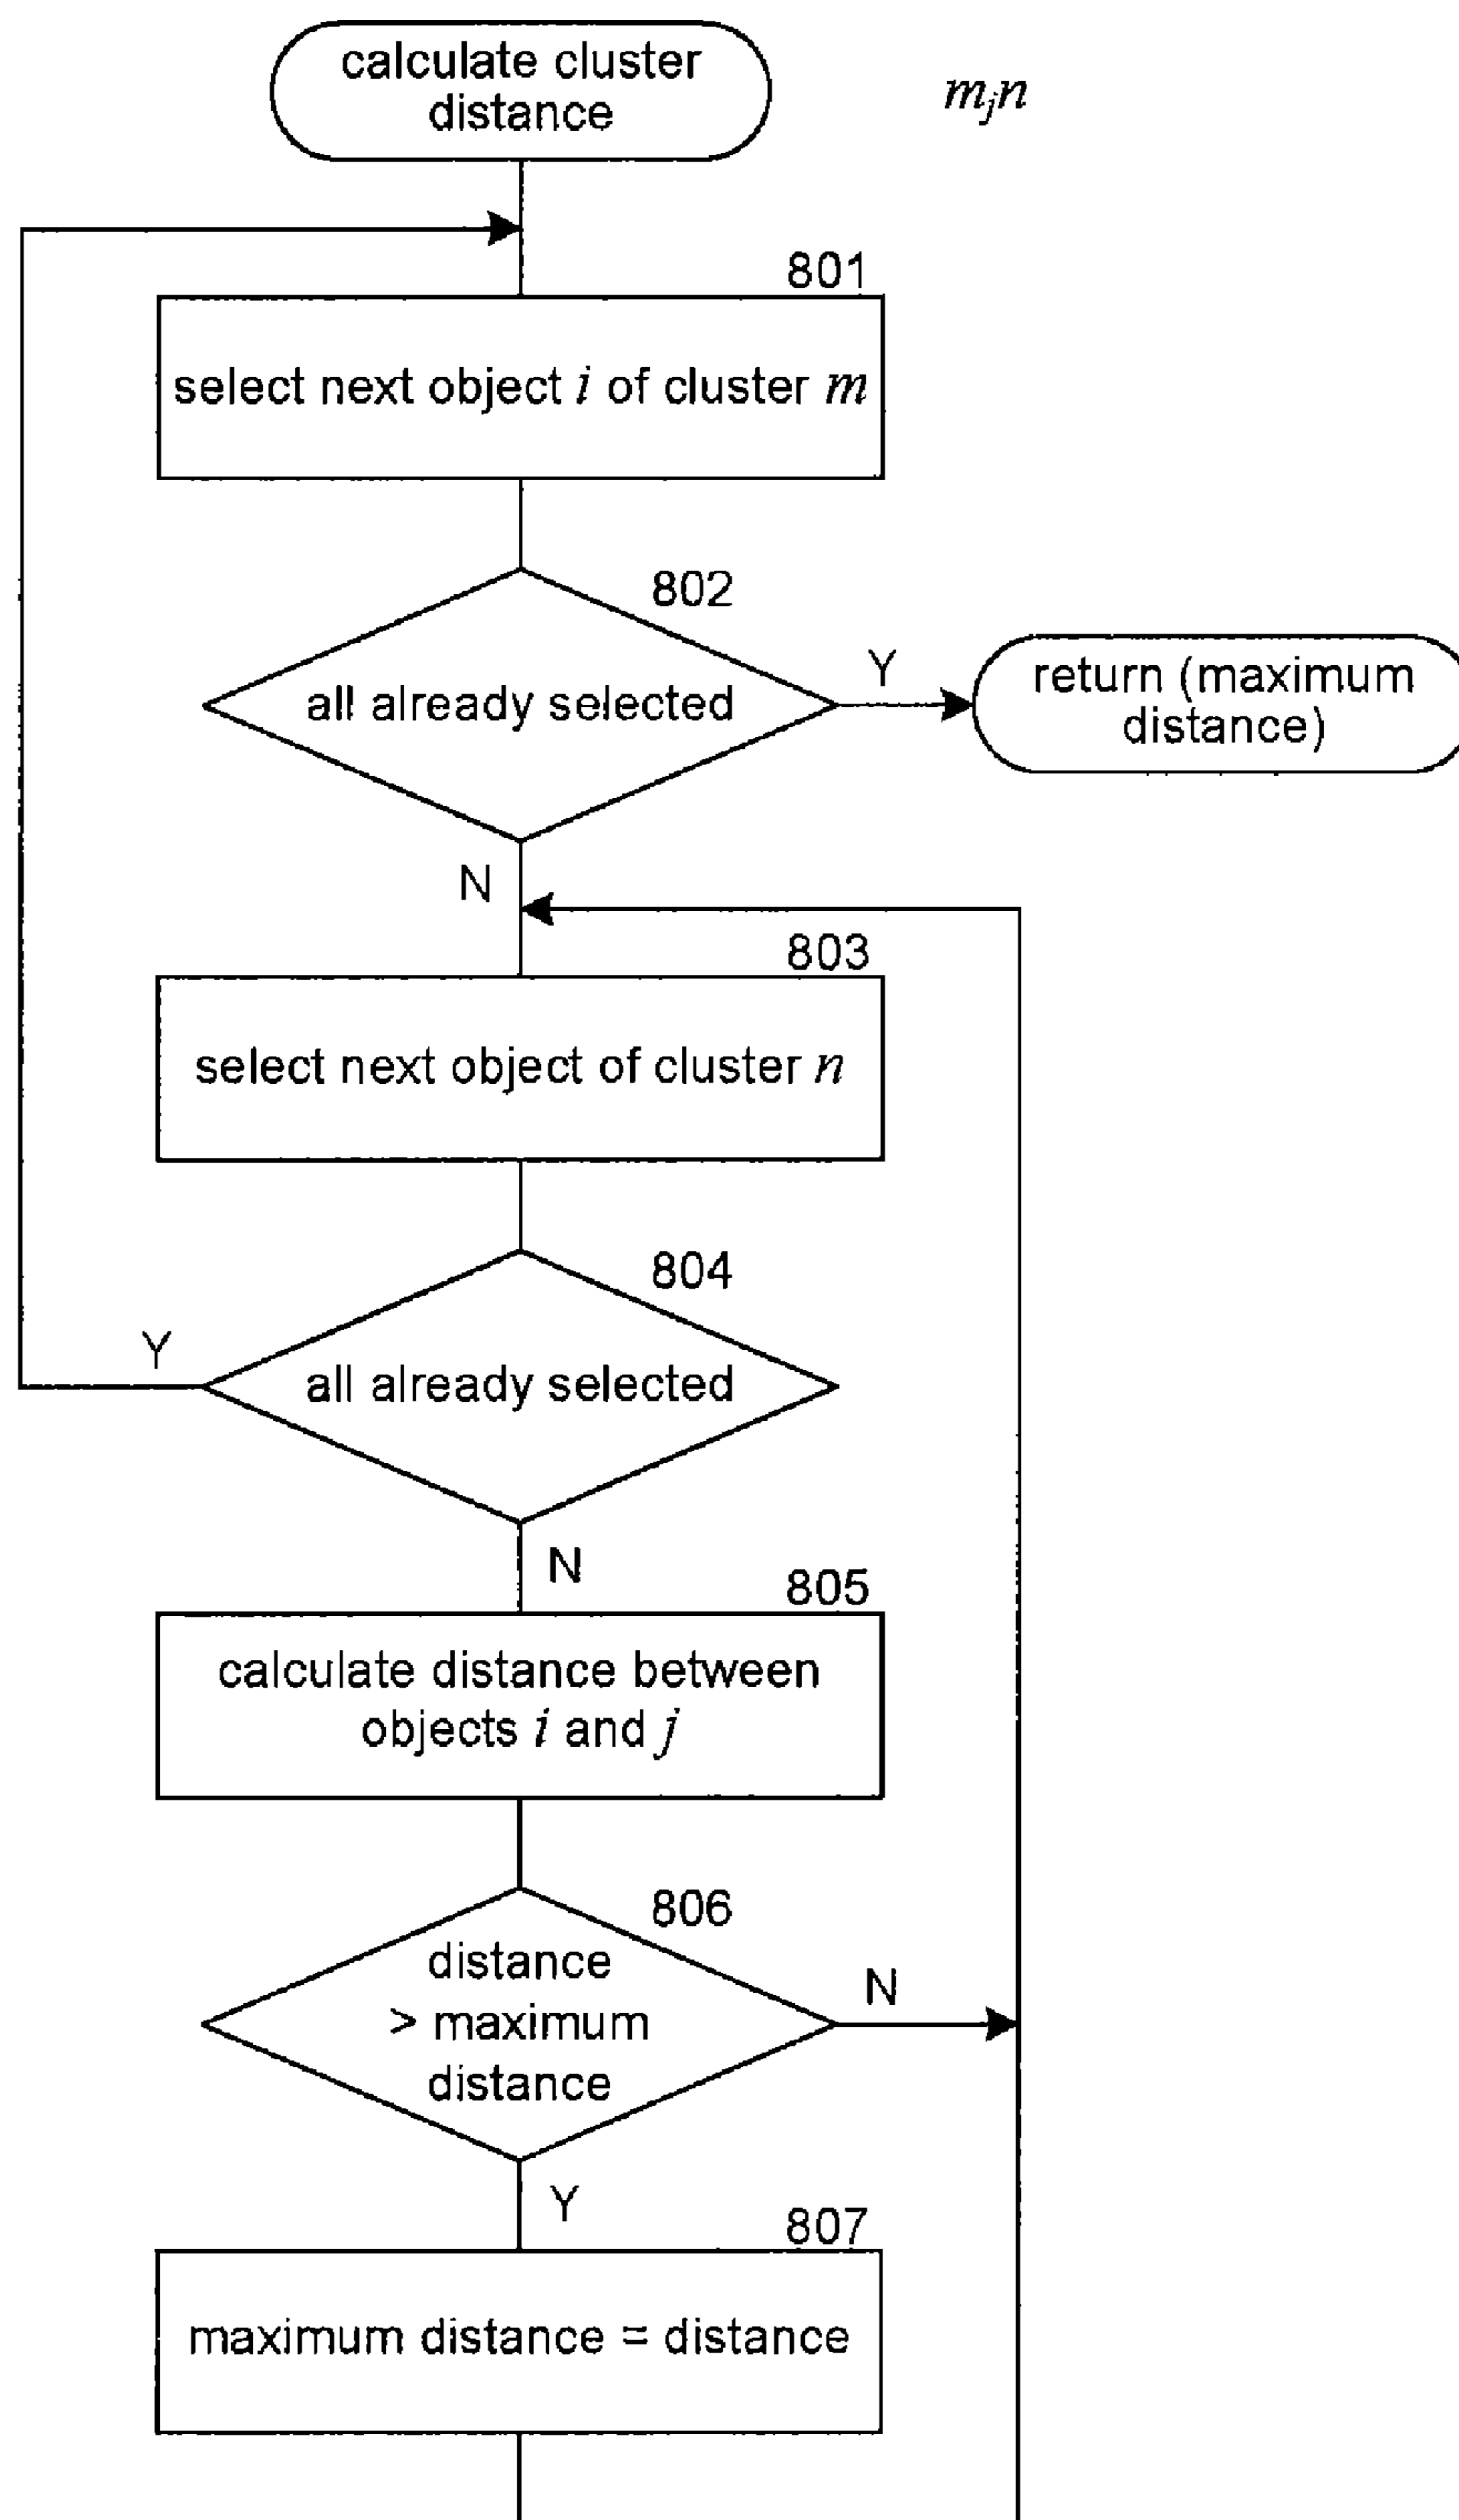 calculate cluster
distance
m,n
801
select next object i of cluster m
802
all already selected
Y
return (maximum
distance)
N
803
select next object of cluster n
804
all already selected
Y
N
805
calculate distance between
objects i and j
806
distance
> maximum
distance
N
Y
807
maximum distance = distance